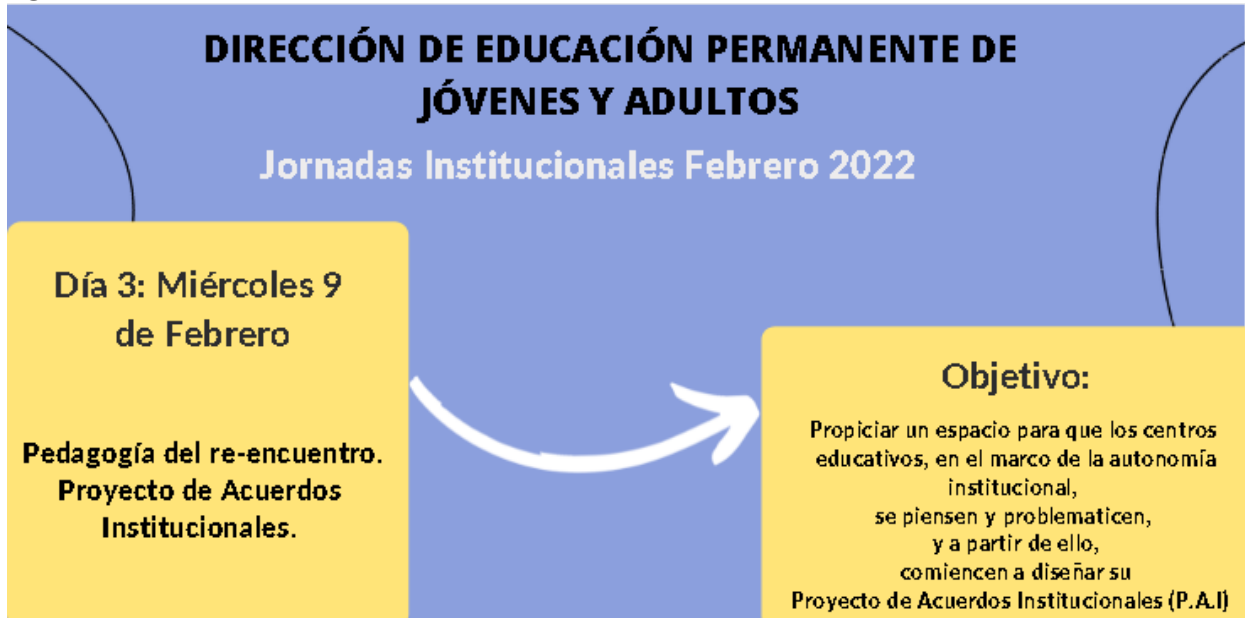 DIRECCIÓN DE EDUCACIÓN PERMANENTE DE
JÓVENES Y ADULTOS
Jornadas Institucionales Febrero 2022
Día 3: Miércoles 9
de Febrero
Pedagogía del re-encuentro.
Proyecto de Acuerdos
Institucionales.
Objetivo:
Propiciar un espacio para que los centros
educativos, en el marco de la autonomía
institucional,
se piensen y problematicen,
y a partir de ello,
comiencen a diseñar su
Proyecto de Acuerdos Institucionales (P.A.I)